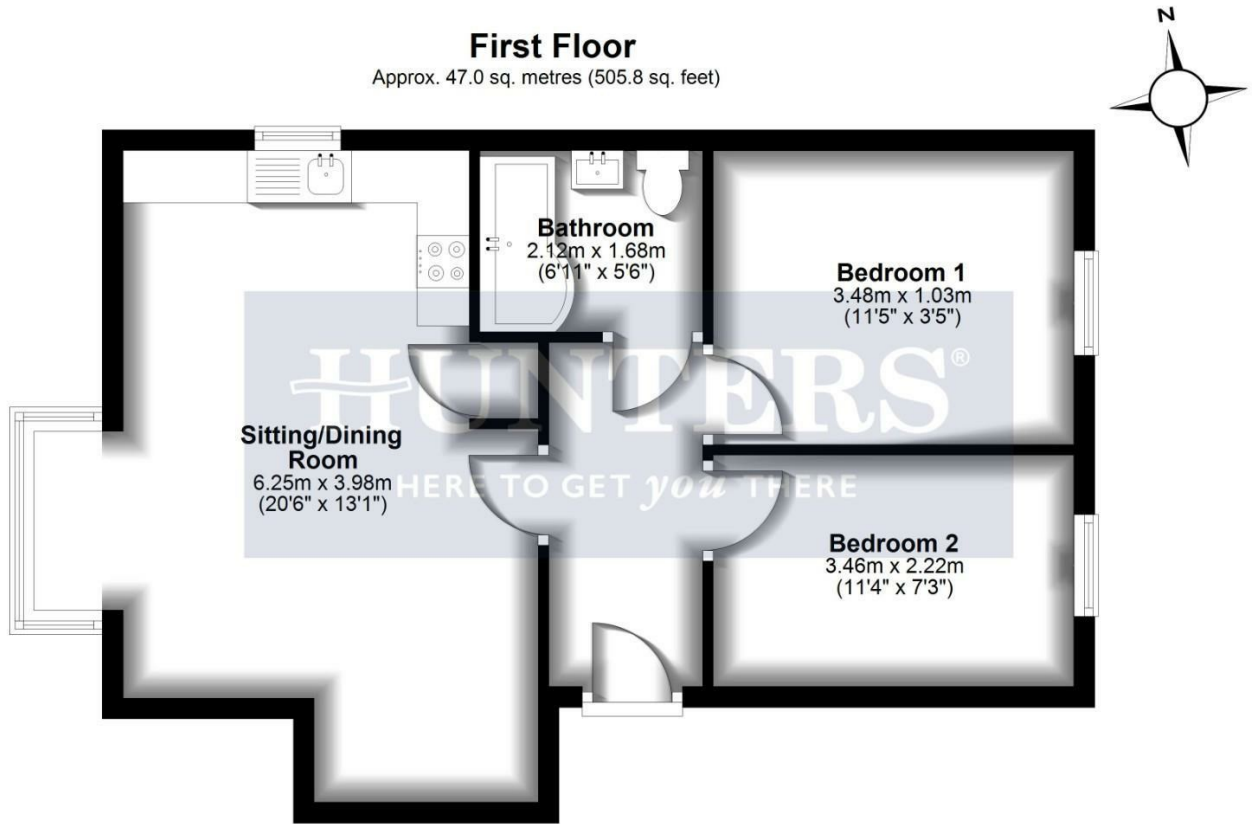 First Floor
Approx. 47.0 sq. metres (505.8 sq. feet)
N
Bathroom
2.12m x 1.68m
(6'11" x 5'6")
Bedroom 1
3.48m x 1.03m
(11'5" x 3'5")
HUNTERS®
HERE TO GET you THERE
Sitting/Dining
Room
6.25m x 3.98m
(20'6" x 13'1")
Bedroom 2
3.46m x 2.22m
(11'4" x 7'3")